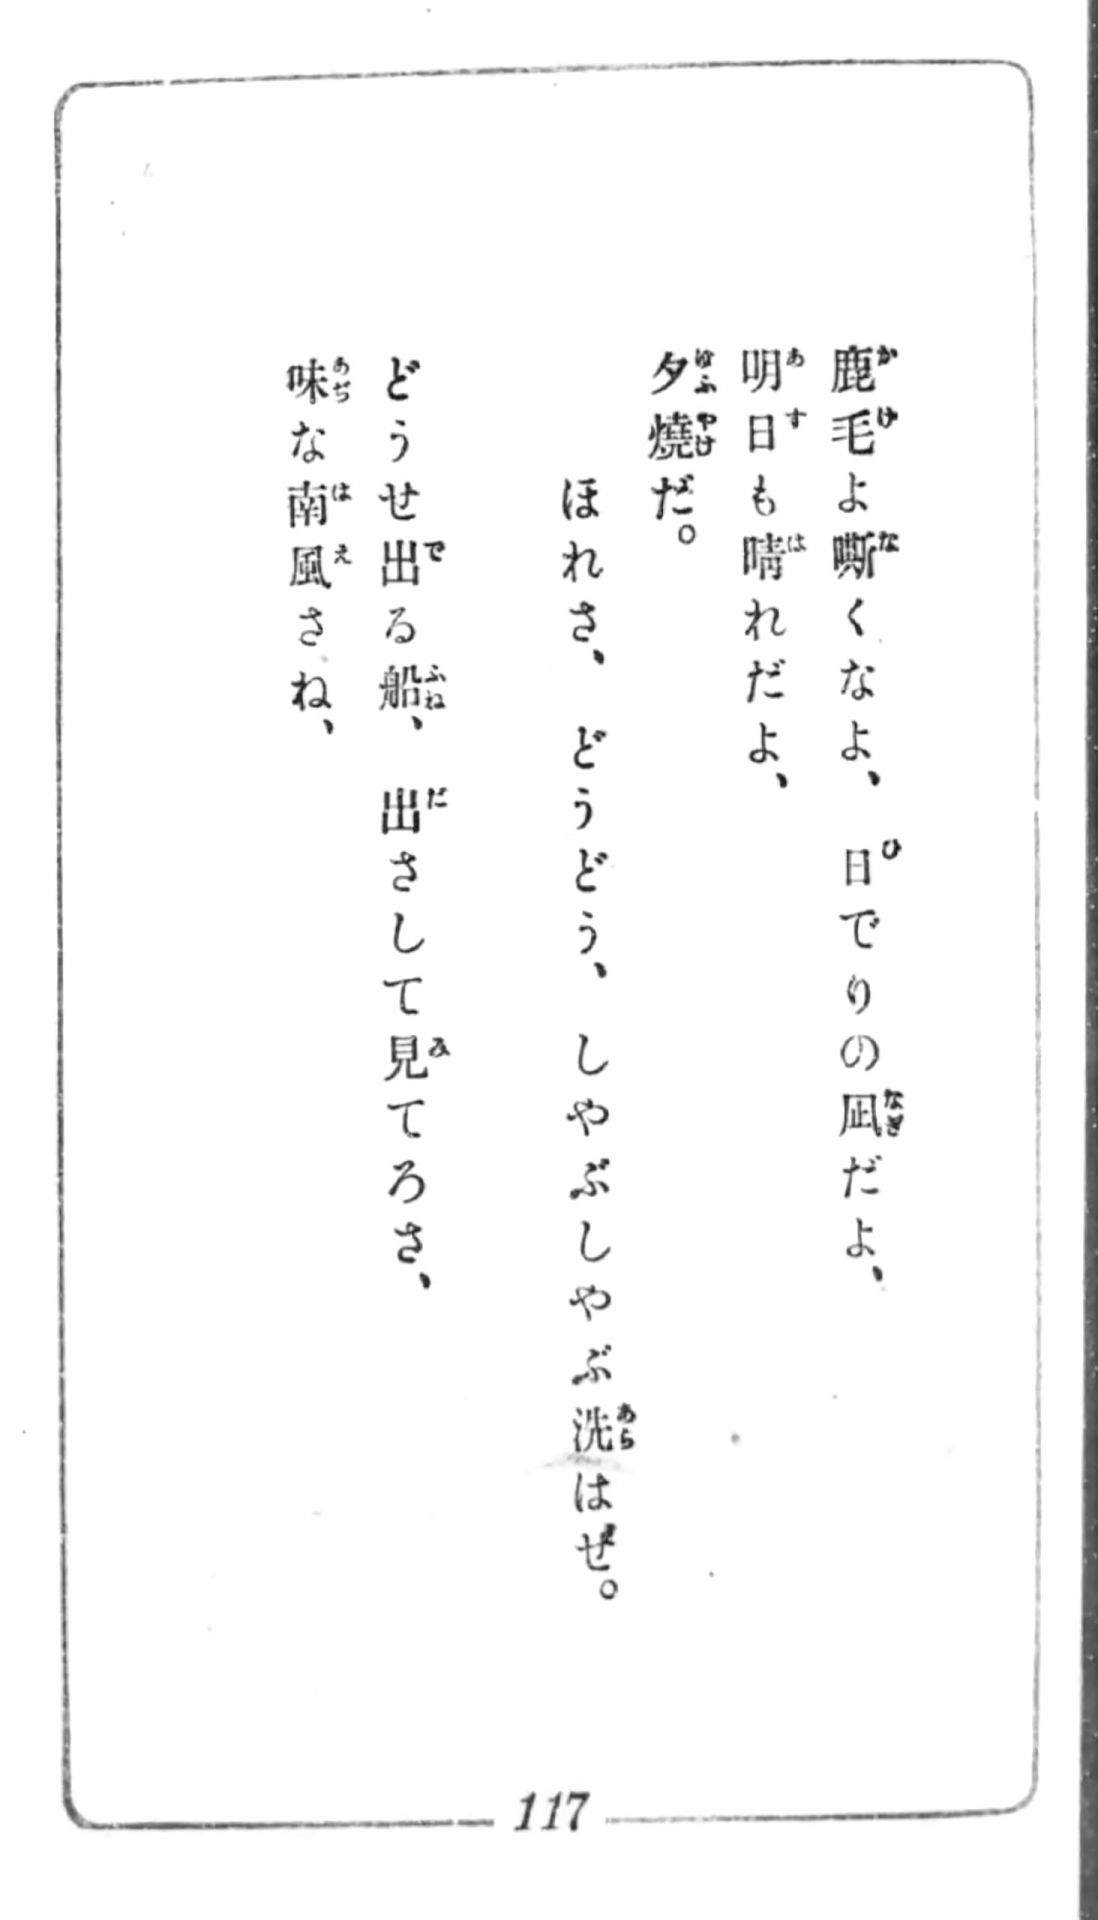 鹿毛よ嘶くなよ、日でりの凪だよ、
明日も晴れだよ、
夕燒だ。
ほれさ、どうどう、しやぶしやぶ洗はぜ。
どうせ出る船、出さして見てろさ、
味な南風さね、
117